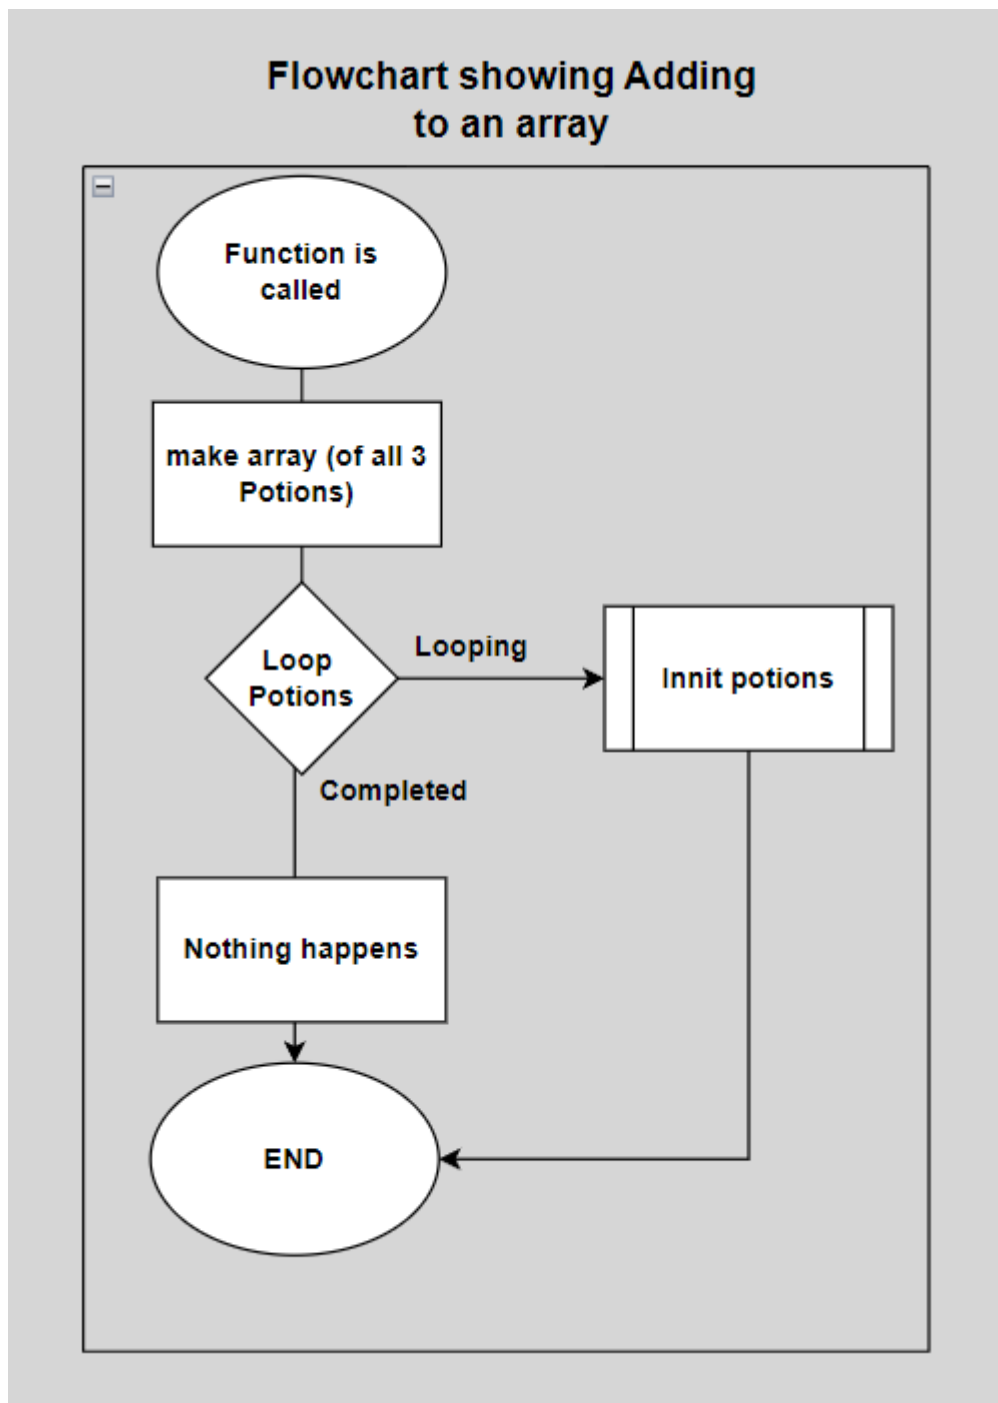 Flowchart showing Adding
to an array
Function is
called
make array (of all 3
Potions)
Loop
Potions
Looping
Innit potions
Completed
Nothing happens
END